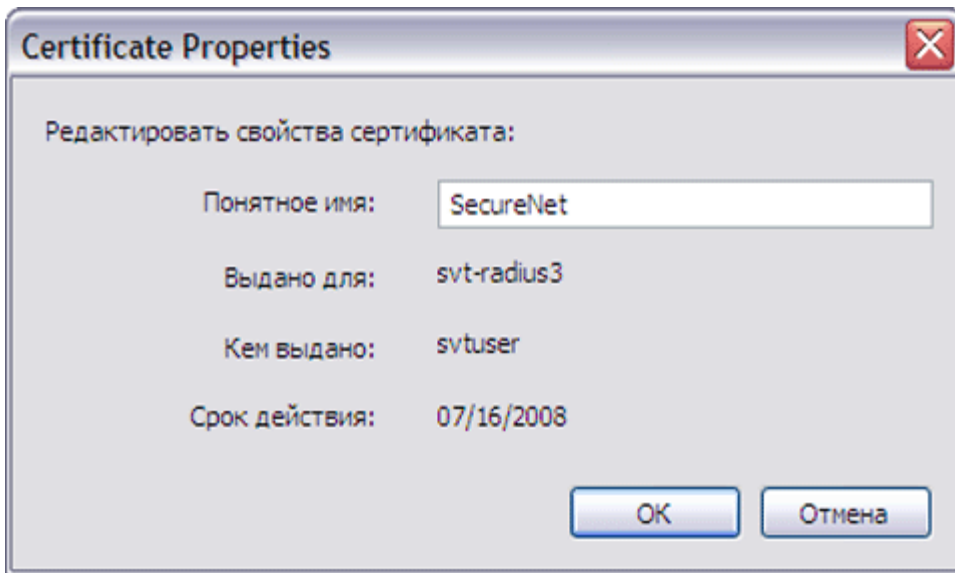 Certificate Properties
Редактировать свойства сертификата:
Понятное имя: SecureNet
Выдано для: svt-radius3
Кем выдано: svtuser
Срок действия: 07/16/2008
OK Отмена